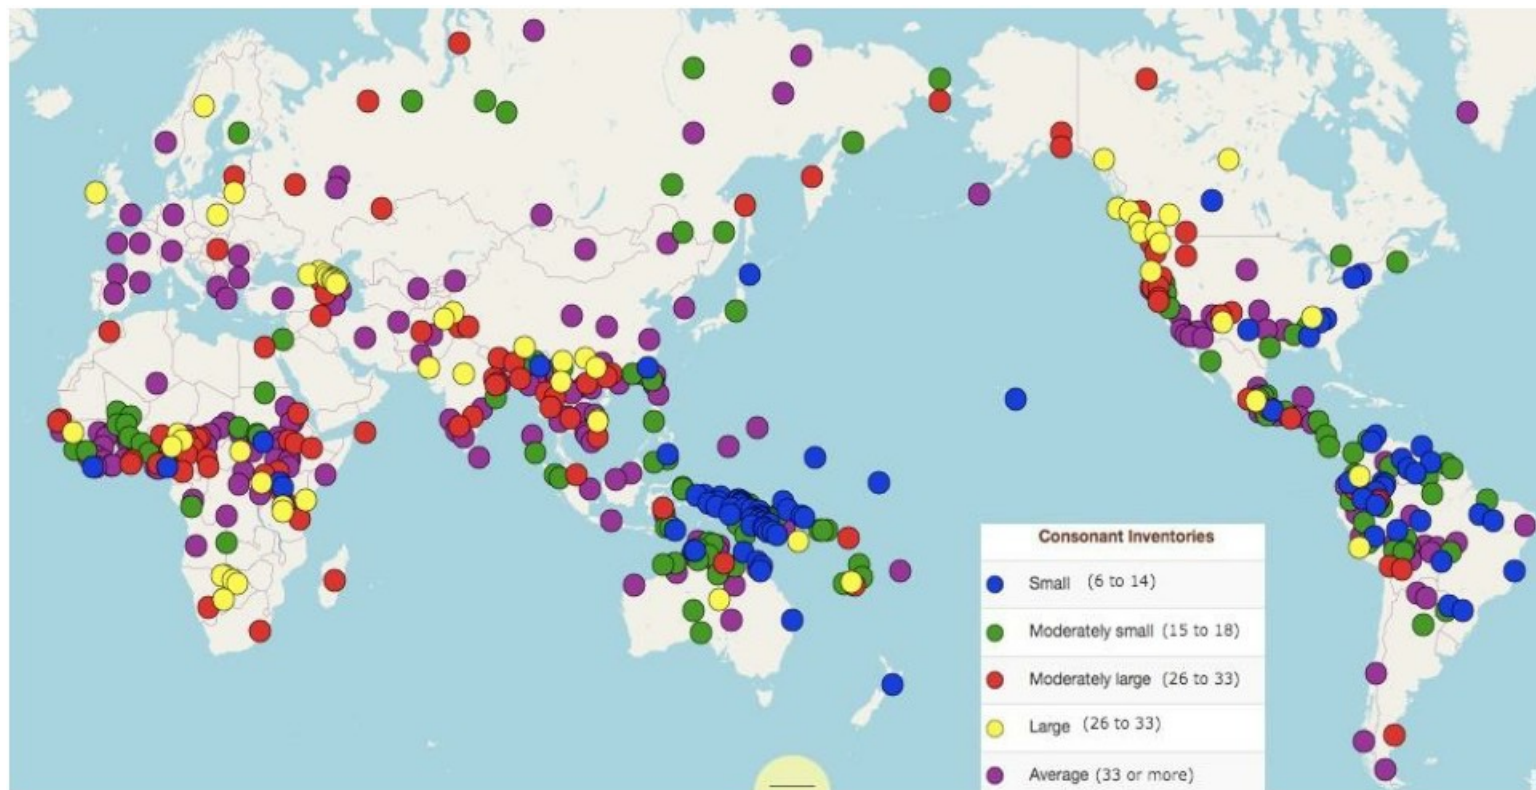 Consonant Inventories
Small (6 to 14)
Moderately small (15 to 18)
Moderately large (26 to 33)
Large (26 to 33)
Average (33 or more)